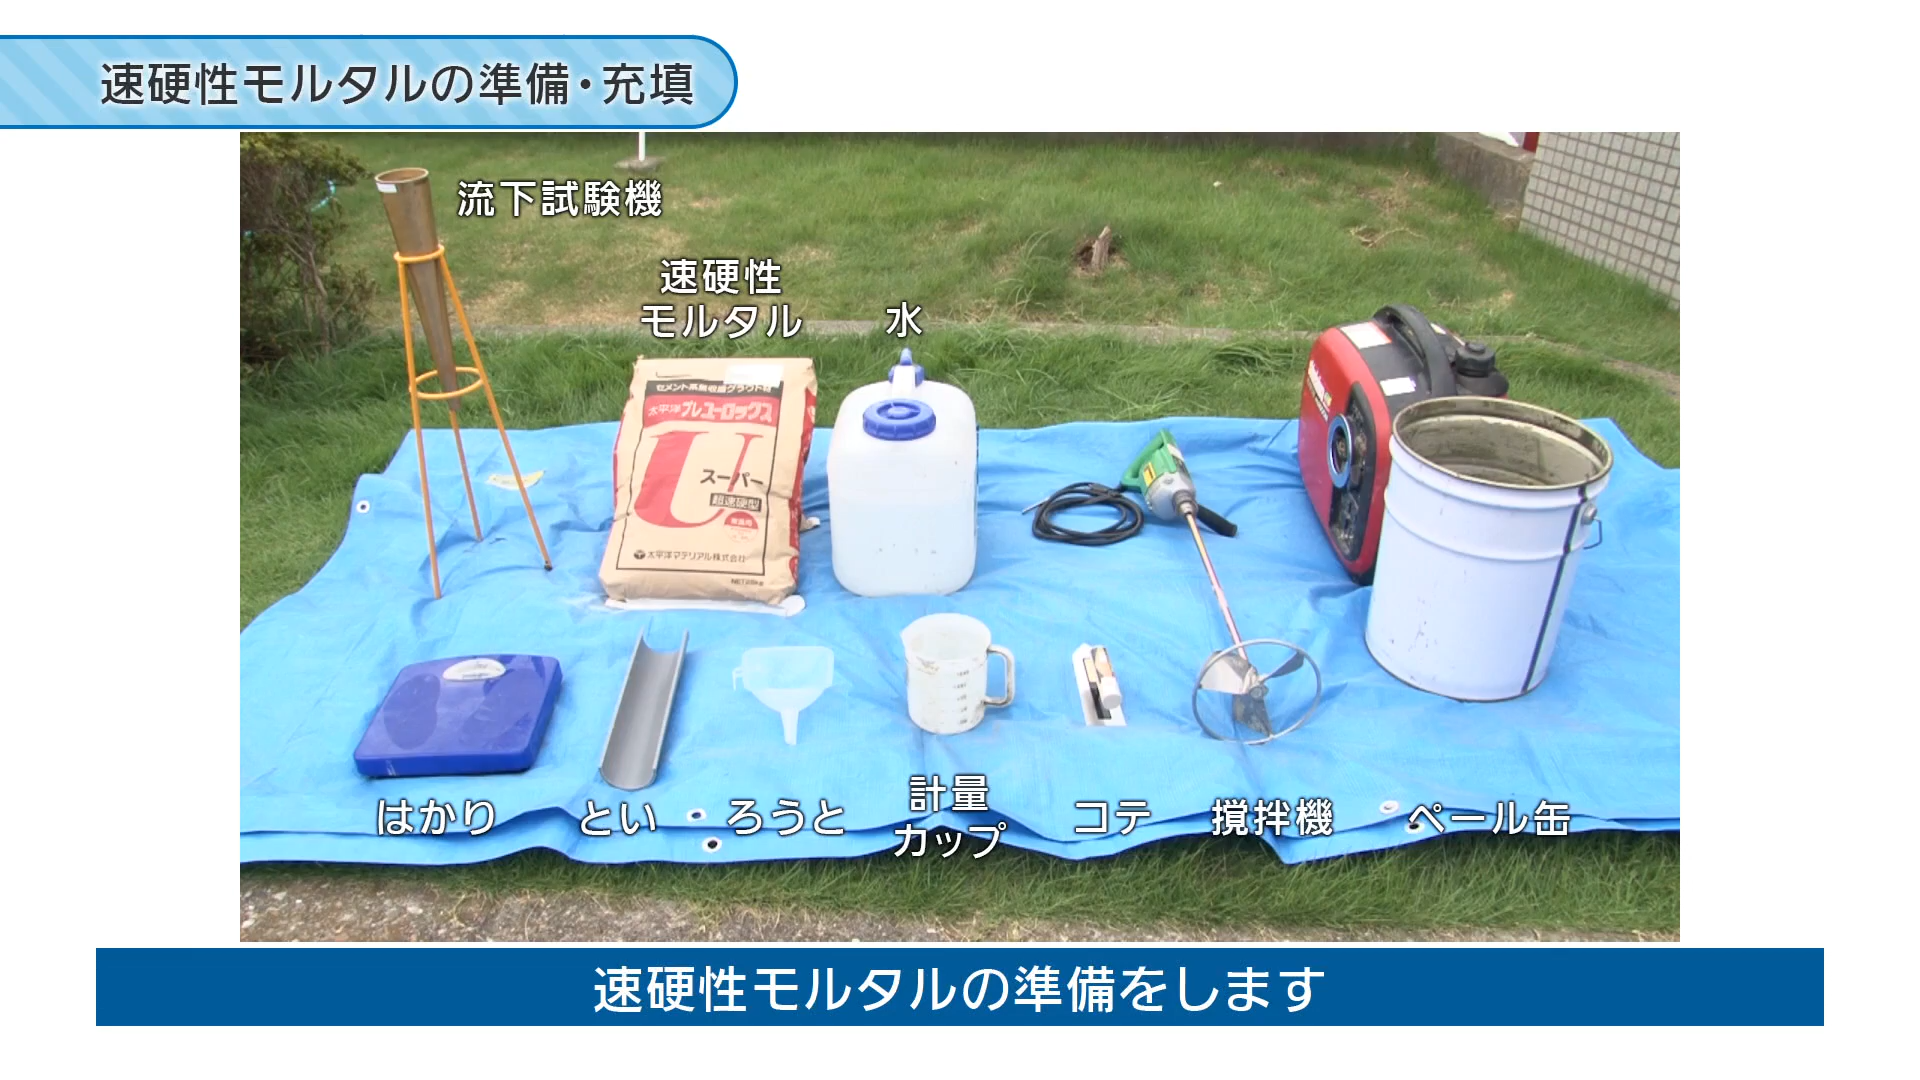 速硬性モルタルの準備・充填
流下試験機
速硬性
モルタル
水
セメント系無収縮グラウト材
太平洋プレユーロックス
U
スーパー
超速硬型
太平洋マテリアル株式会社
NET25kg
はかり
とい
ろうと
計量
カップ
コテ
撹拌機
ペール缶
速硬性モルタルの準備をします